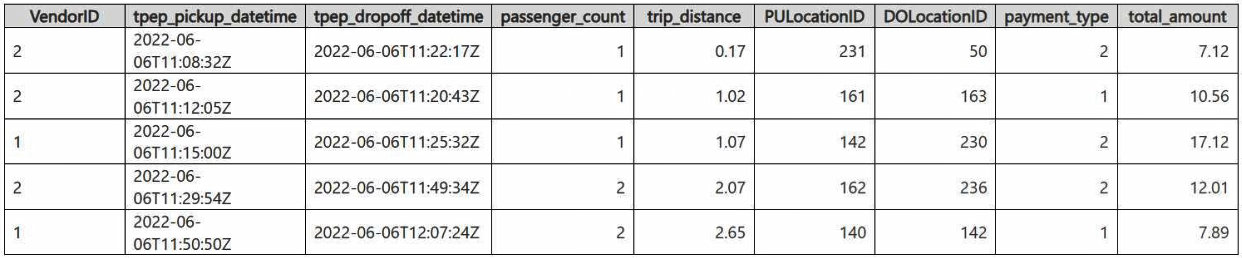 VendorID tpep_pickup_datetime tpep_dropoff_datetime passenger_count trip_distance PULocationID DOLocationID payment_type total_amount
2 2022-06-06T11:08:32Z 2022-06-06T11:22:17Z 1 0.17 231 50 2 7.12
2 2022-06-06T11:12:05Z 2022-06-06T11:20:43Z 1 1.02 161 163 1 10.56
1 2022-06-06T11:15:00Z 2022-06-06T11:25:32Z 1 1.07 142 230 2 17.12
2 2022-06-06T11:29:54Z 2022-06-06T11:49:34Z 2 2.07 162 236 2 12.01
1 2022-06-06T11:50:50Z 2022-06-06T12:07:24Z 2 2.65 140 142 1 7.89